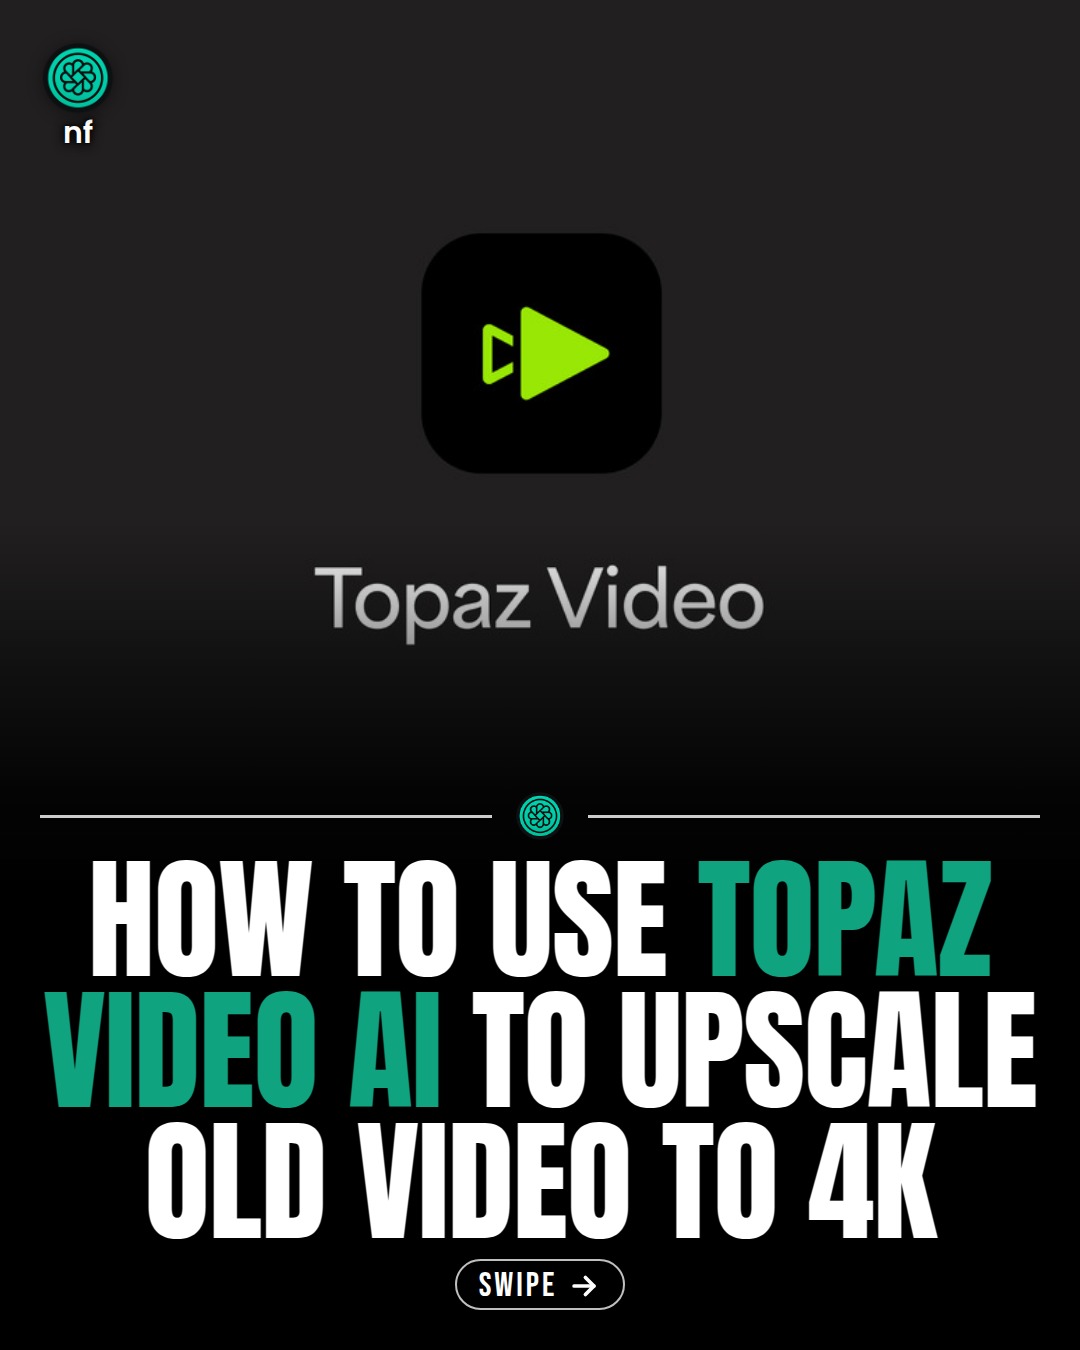 nf
Topaz Video
HOW TO USE TOPAZ
VIDEO AI TO UPSCALE
OLD VIDEO TO 4K
SWIPE →